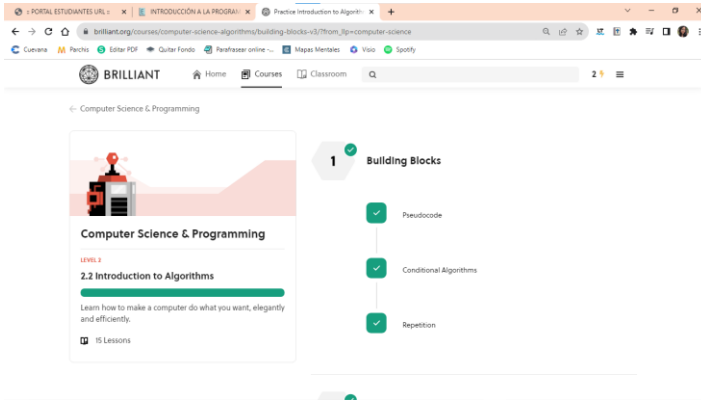 :: PORTAL ESTUDIANTES URL ::
INTRODUCCIÓN A LA PROGRAM
Practice Introduction to Algorith
brilliant.org/courses/computer-science-algorithms/building-blocks-v3/?from_llp=computer-science
Cuevana
Parchis
Editar PDF
Quitar Fondo
Parafrasear online -...
Mapas Mentales
Visio
Spotify
BRILLIANT
Home
Courses
Classroom
2
← Computer Science & Programming
Computer Science & Programming
LEVEL 2
2.2 Introduction to Algorithms
Learn how to make a computer do what you want, elegantly
and efficiently.
15 Lessons
1
Building Blocks
Pseudocode
Conditional Algorithms
Repetition